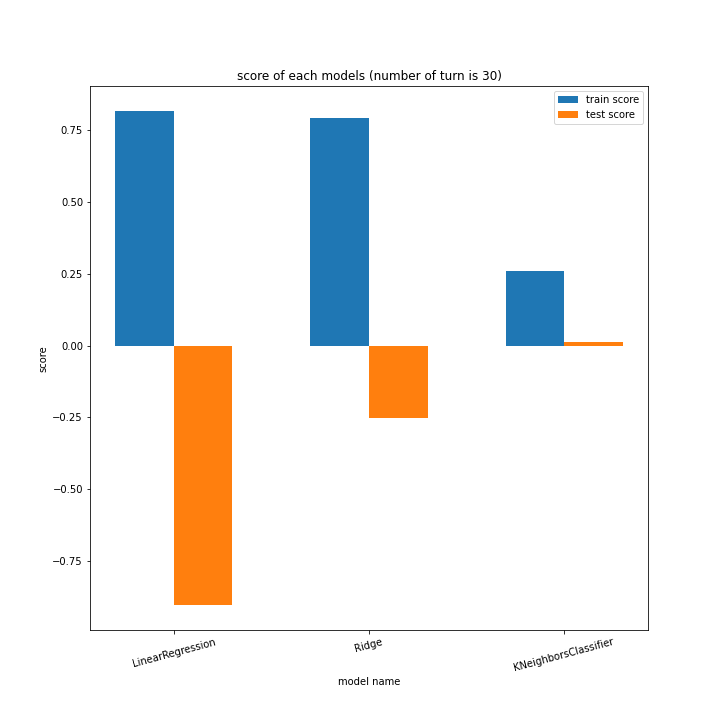 score of each models (number of turn is 30)
train score
test score
0.75
0.50
0.25
0.00
−0.25
−0.50
−0.75
score
LinearRegression
Ridge
KNeighborsClassifier
model name